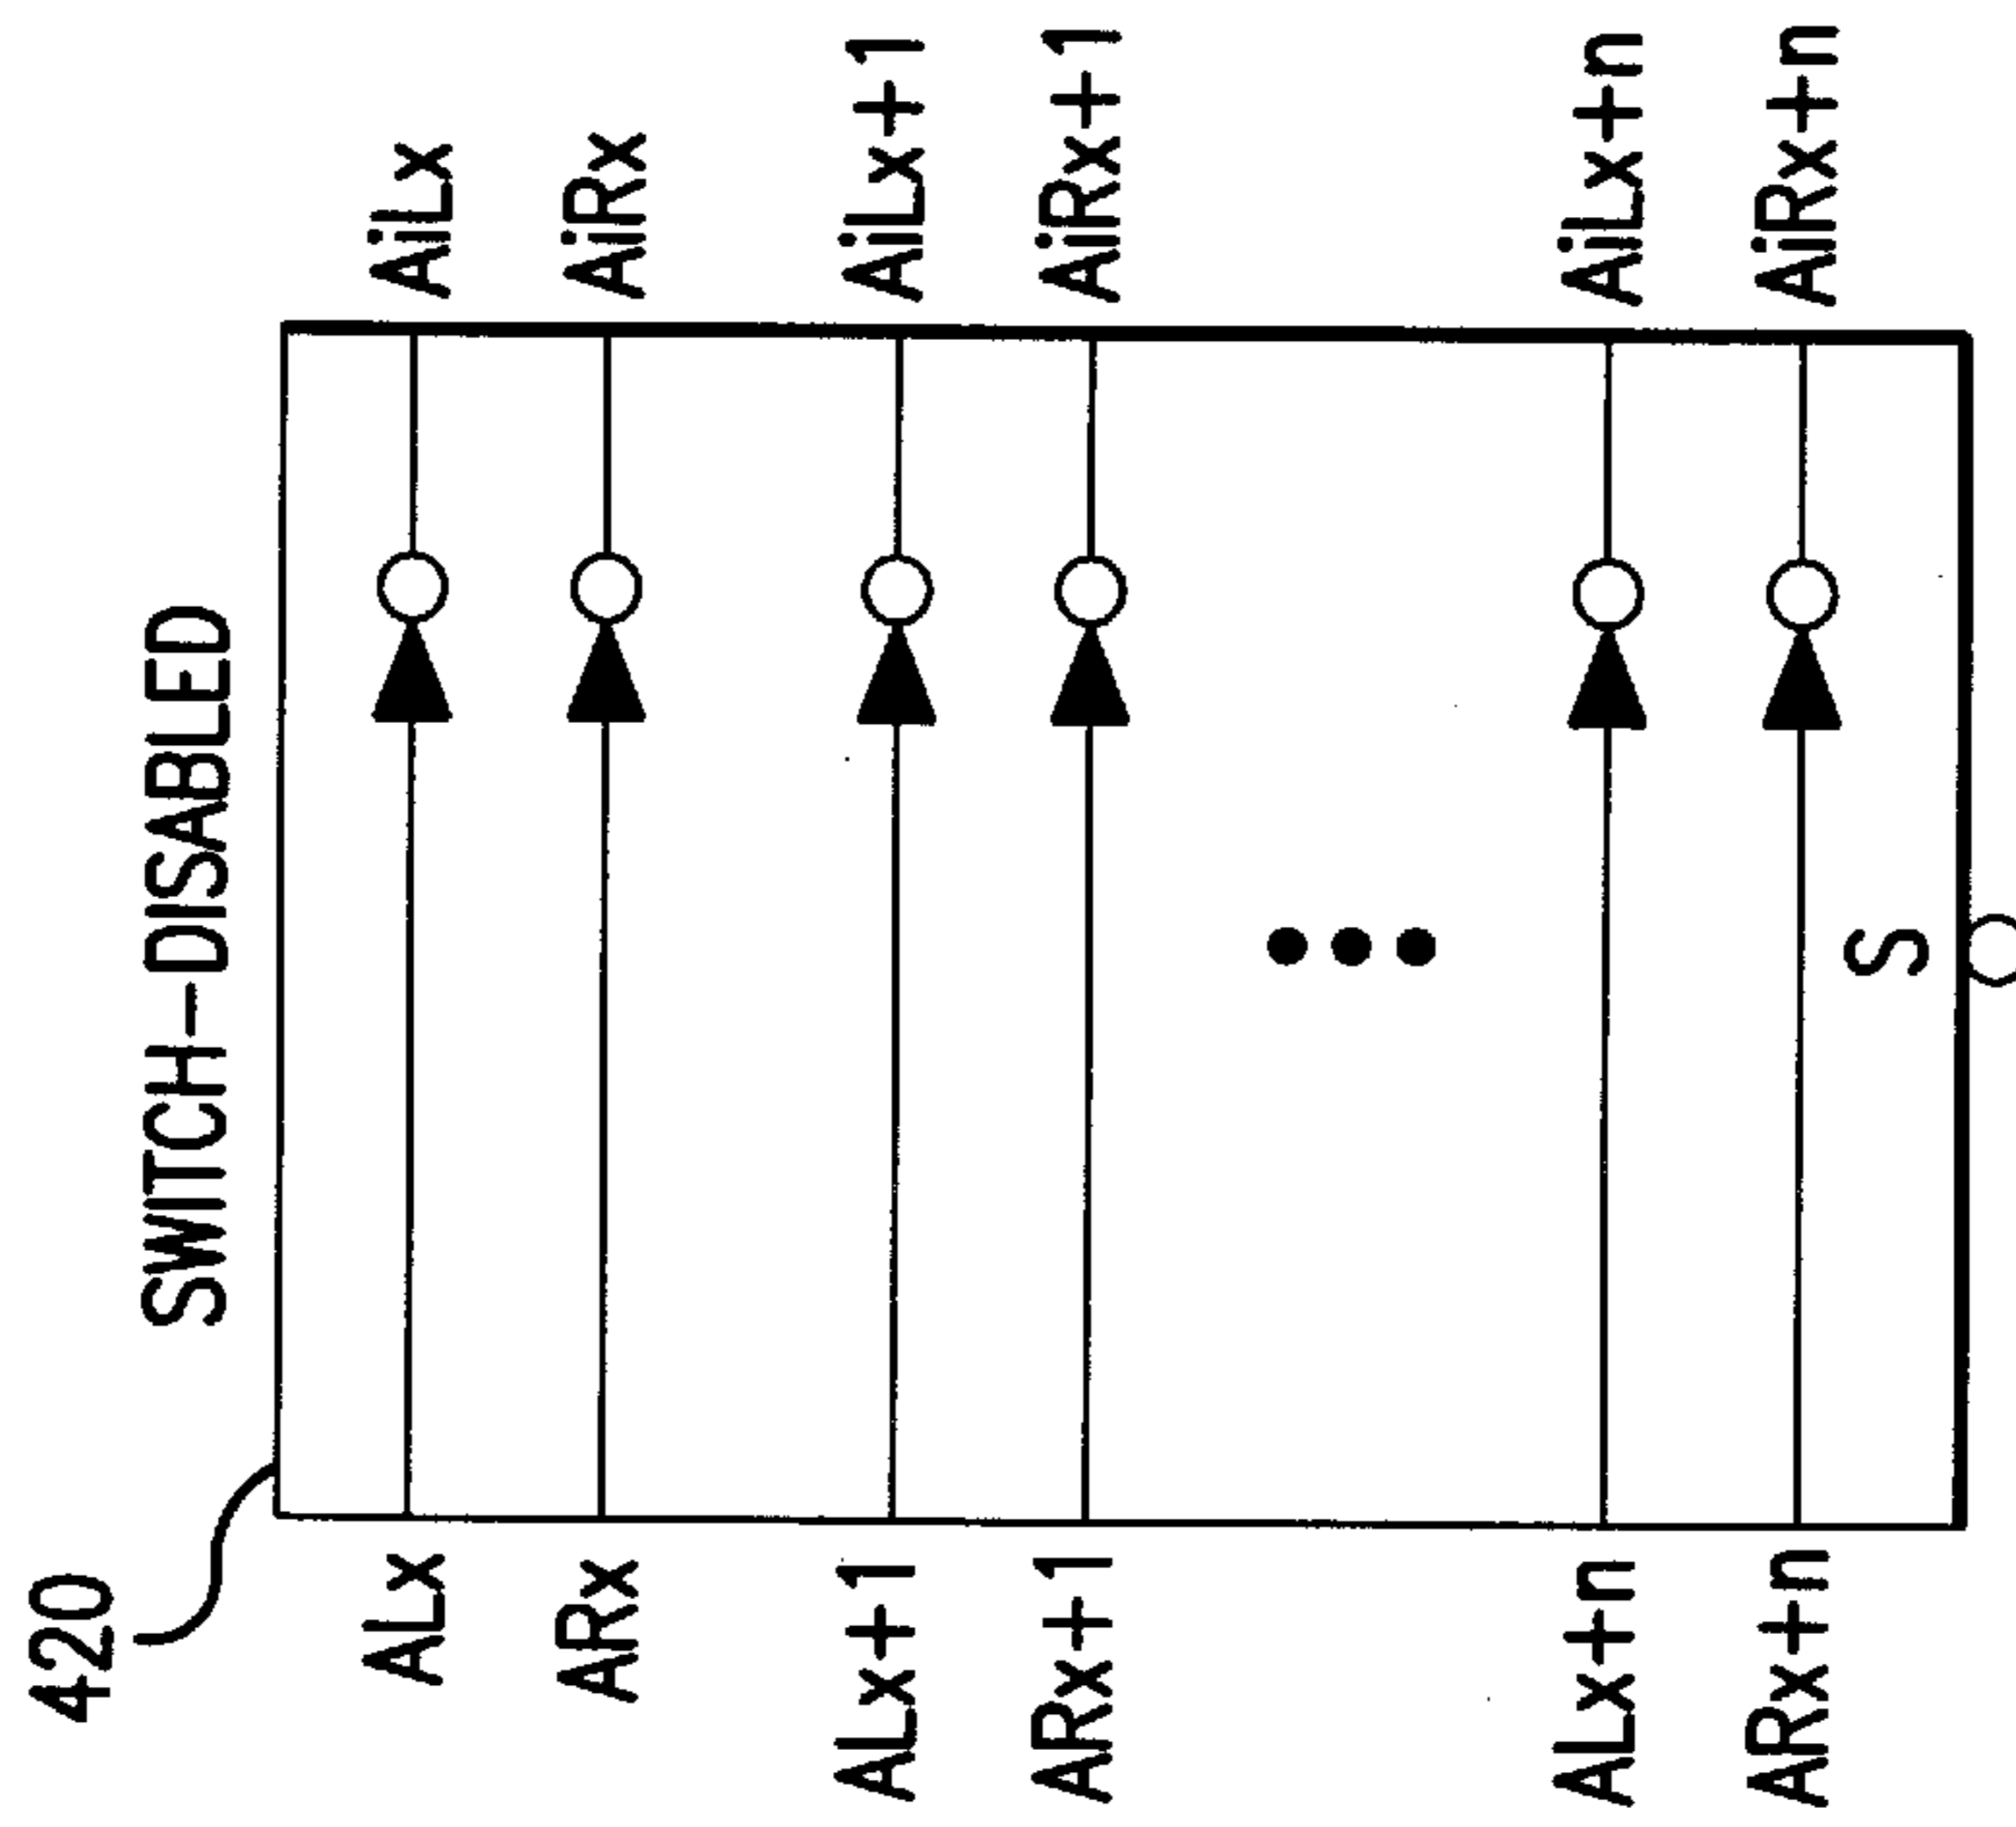 420
SWITCH-DISABLED
ALx
AiLx
ARx
AiRx
ALx+1
AiLx+1
ARx+1
AiRx+1
ALx+n
AiLx+n
ARx+n
AiRx+n
S